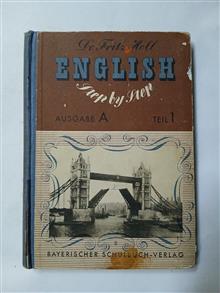 Dr. Fritz Holl
ENGLISH
Step by Step
AUSGABE A TEIL 1
BAYERISCHER SCHULBUCH-VERLAG